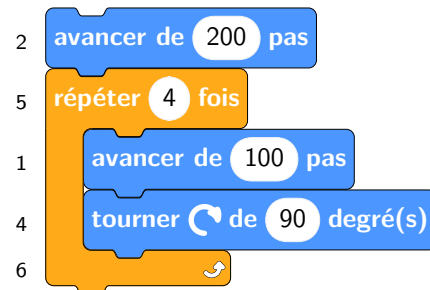 2 avancer de 200 pas
5 répéter 4 fois
1 avancer de 100 pas
4 tourner de 90 degré(s)
6